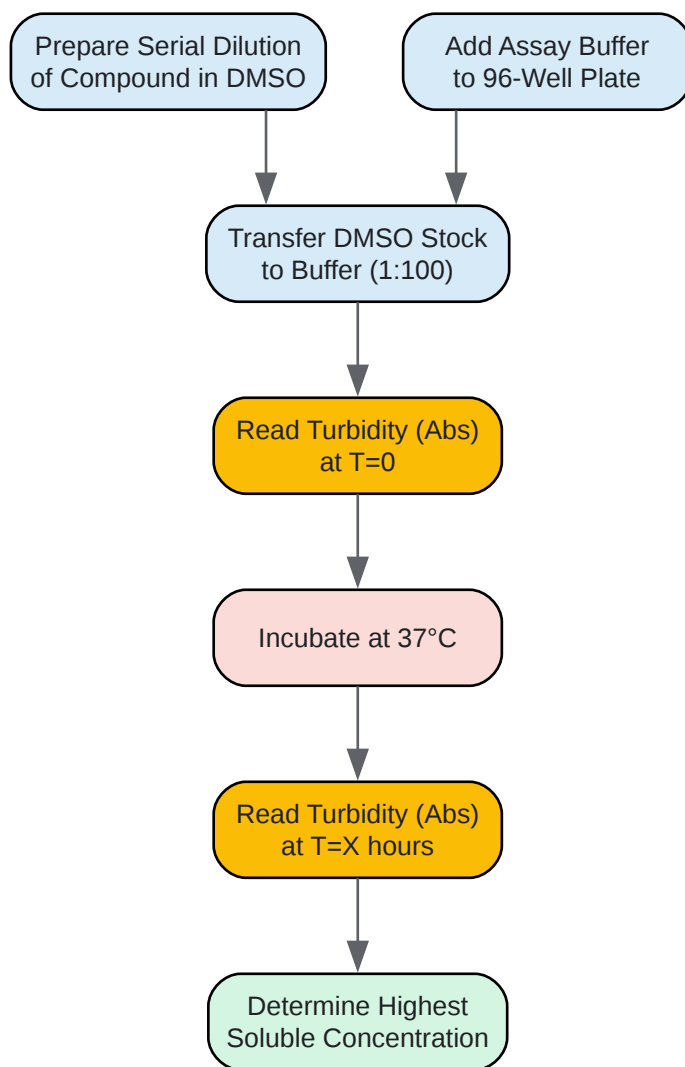 Prepare Serial Dilution
of Compound in DMSO
Add Assay Buffer
to 96-Well Plate
Transfer DMSO Stock
to Buffer (1:100)
Read Turbidity (Abs)
at T=0
Incubate at 37°C
Read Turbidity (Abs)
at T=X hours
Determine Highest
Soluble Concentration